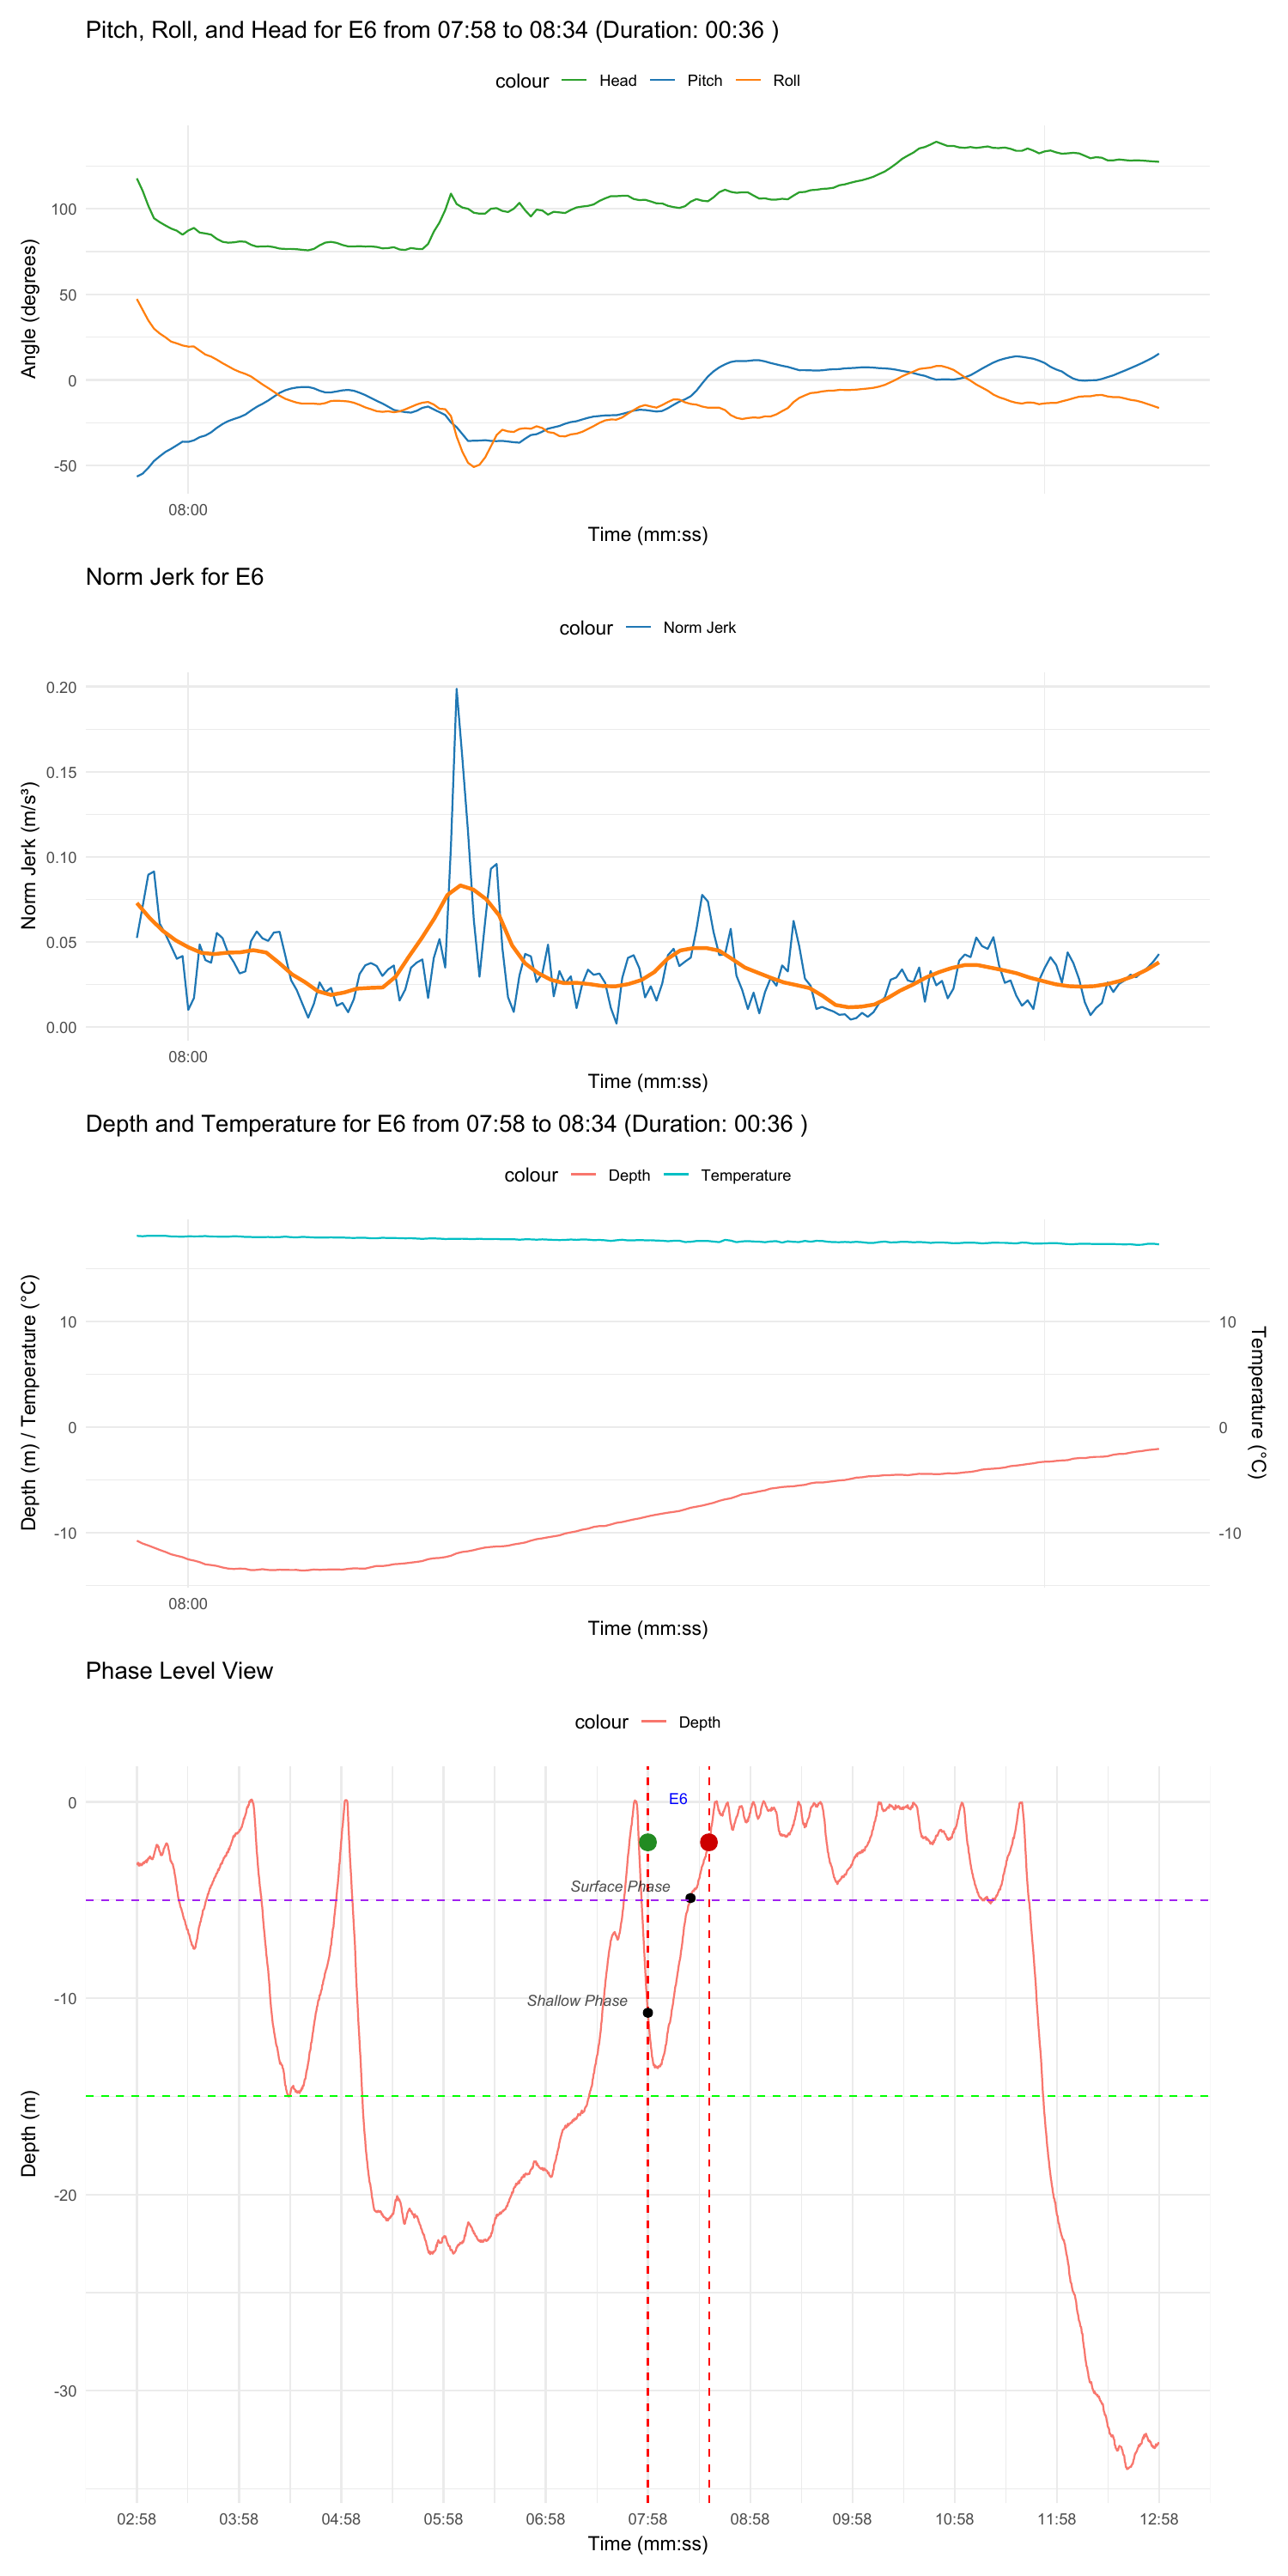 Pitch, Roll, and Head for E6 from 07:58 to 08:34 (Duration: 00:36 )
colour Head Pitch Roll
Angle (degrees)
100
50
0
-50
08:00
Time (mm:ss)
Norm Jerk for E6
colour Norm Jerk
Norm Jerk (m/s³)
0.20
0.15
0.10
0.05
0.00
08:00
Time (mm:ss)
Depth and Temperature for E6 from 07:58 to 08:34 (Duration: 00:36 )
colour Depth Temperature
Depth (m) / Temperature (°C)
10
0
-10
10
0
-10
Temperature (°C)
08:00
Time (mm:ss)
Phase Level View
colour Depth
Depth (m)
0
-10
-20
-30
E6
Surface Phase
Shallow Phase
02:58 03:58 04:58 05:58 06:58 07:58 08:58 09:58 10:58 11:58 12:58
Time (mm:ss)